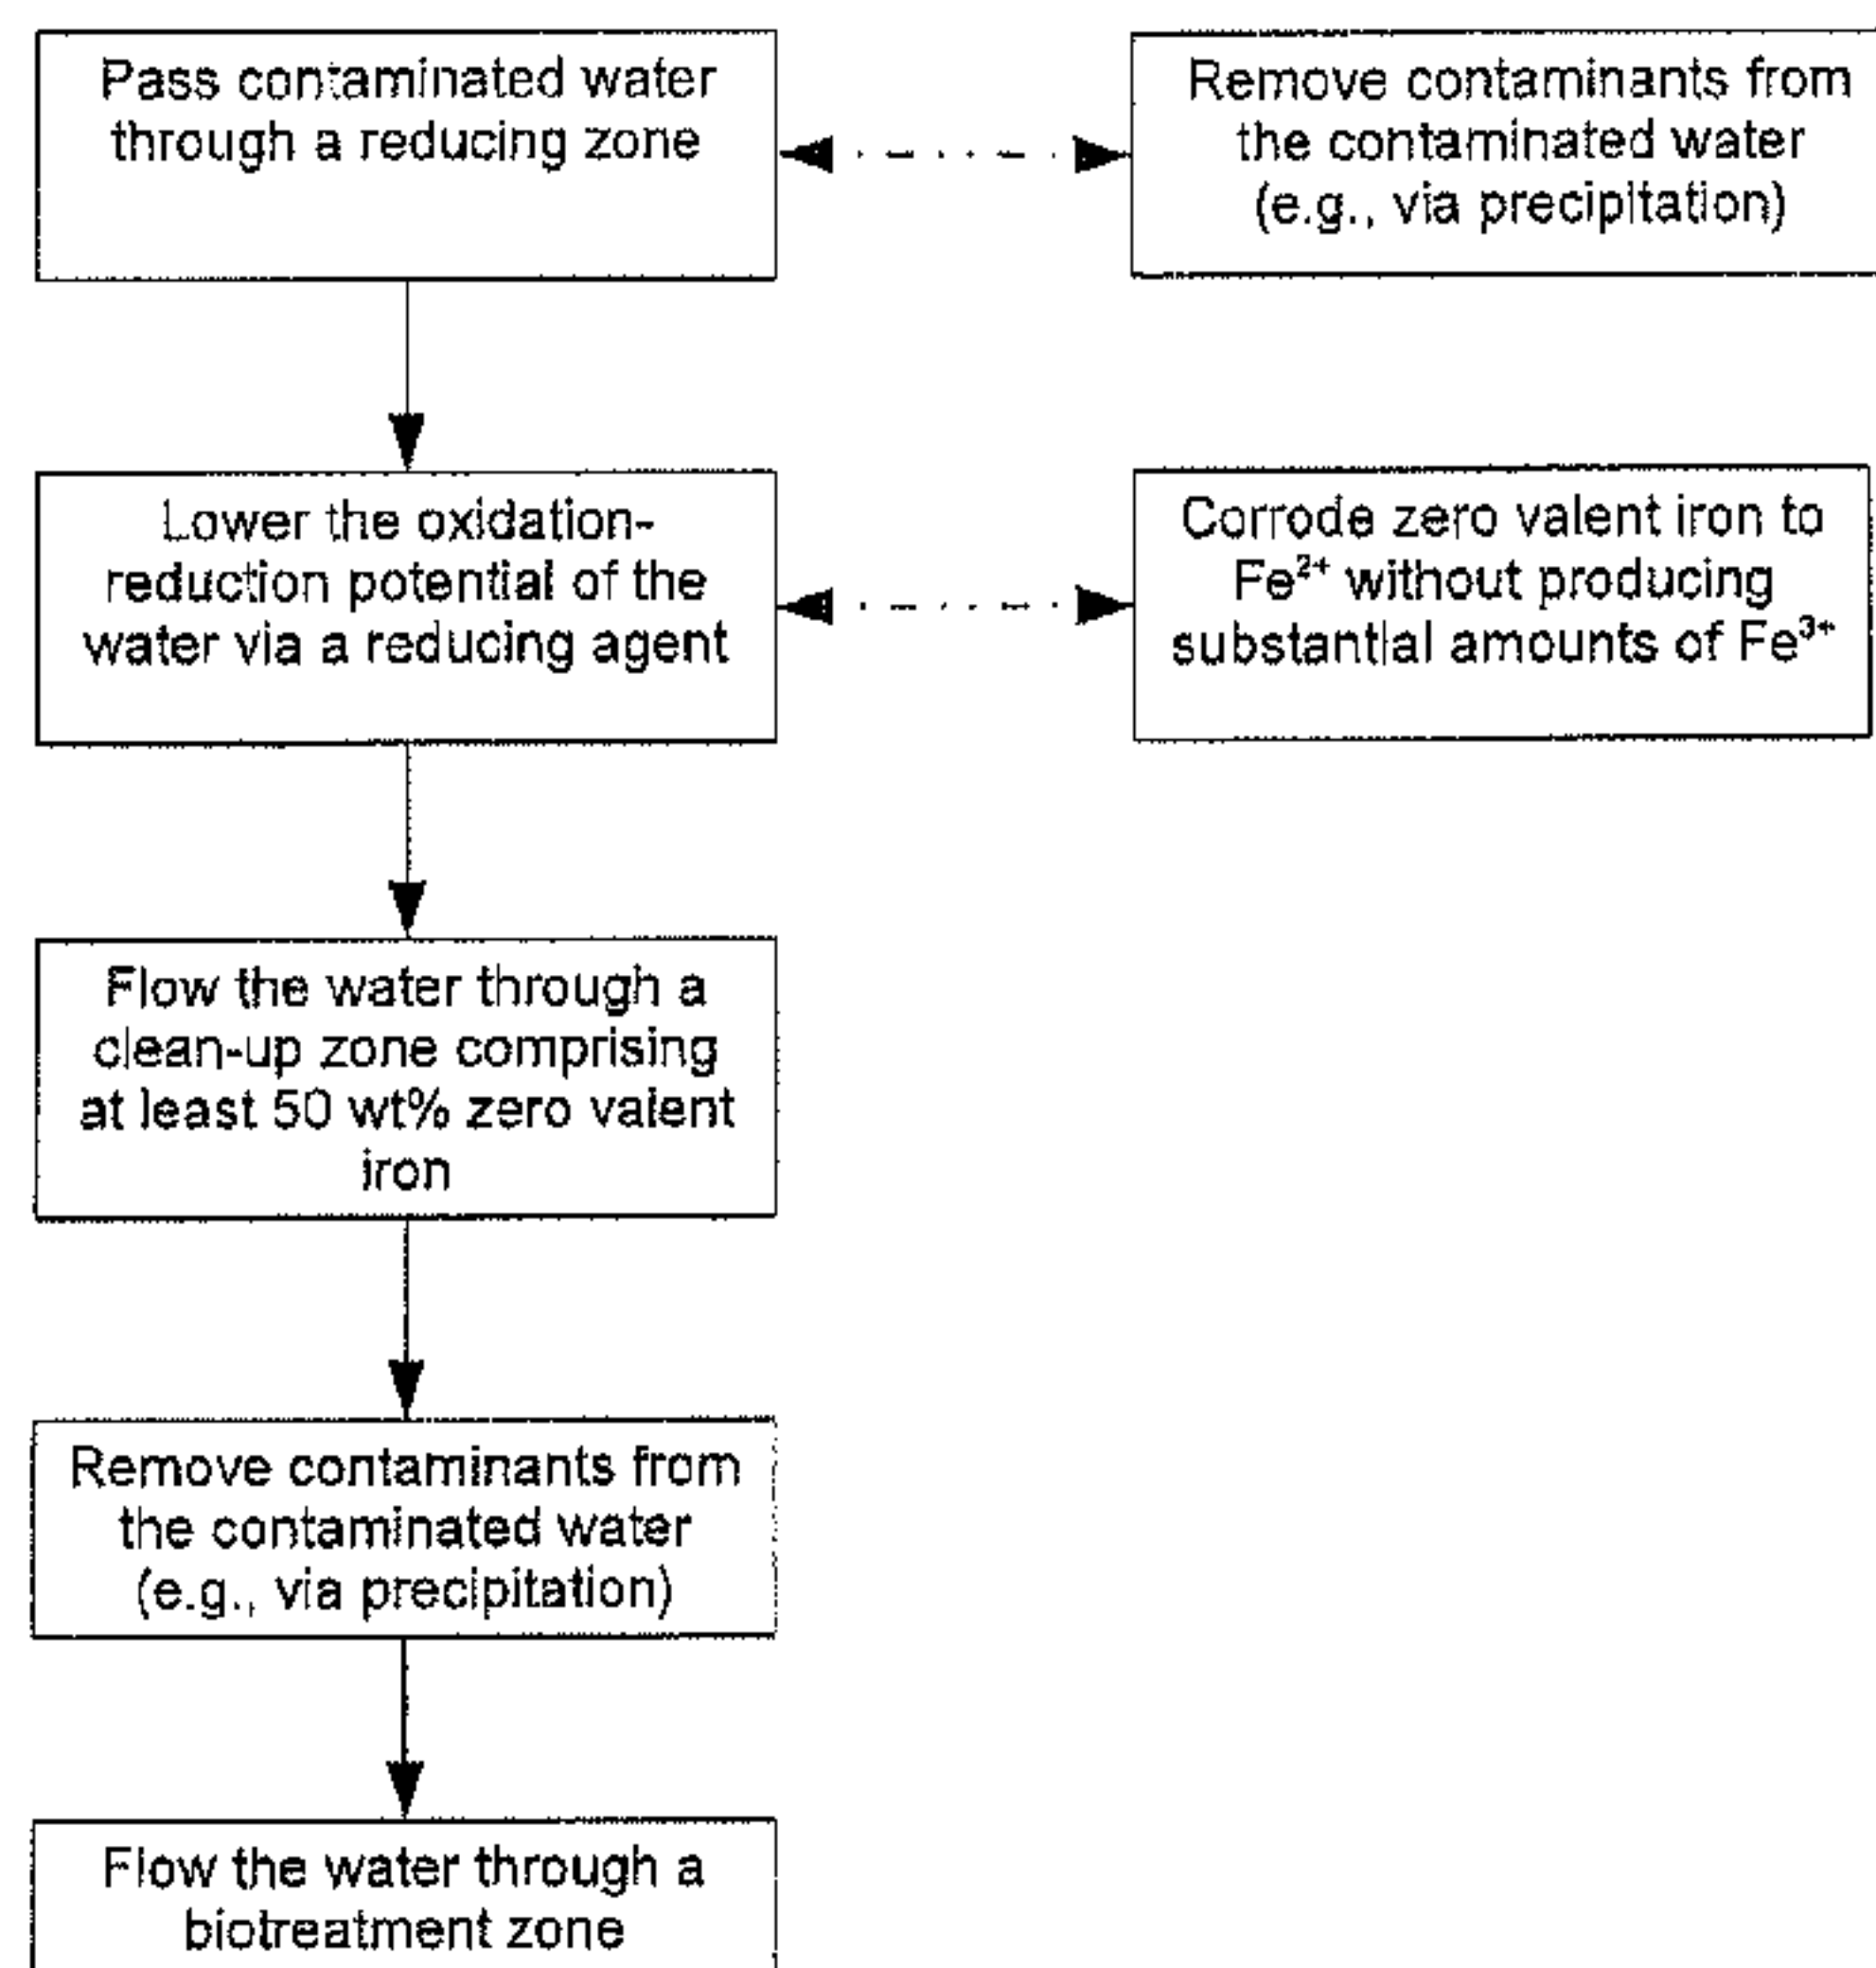 Pass contaminated water
through a reducing zone
Remove contaminants from
the contaminated water
(e.g., via precipitation)
Lower the oxidation-
reduction potential of the
water via a reducing agent
Corrode zero valent iron to
Fe²⁺ without producing
substantial amounts of Fe³⁺
Flow the water through a
clean-up zone comprising
at least 50 wt% zero valent
iron
Remove contaminants from
the contaminated water
(e.g., via precipitation)
Flow the water through a
biotreatment zone